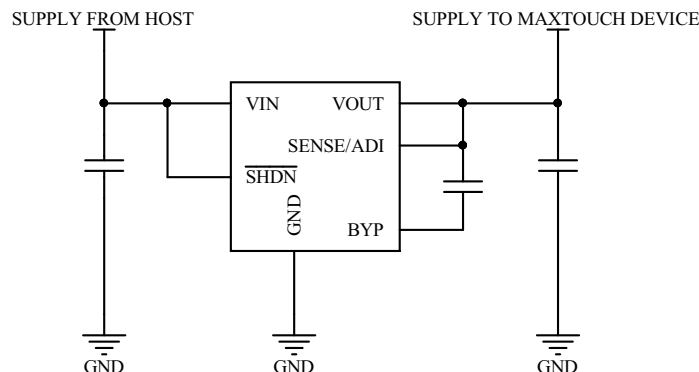 SUPPLY FROM HOST
SUPPLY TO MAXTOUCH DEVICE
VIN
VOUT
SENSE/ADI
SHDN
GND
BYP
GND
GND
GND